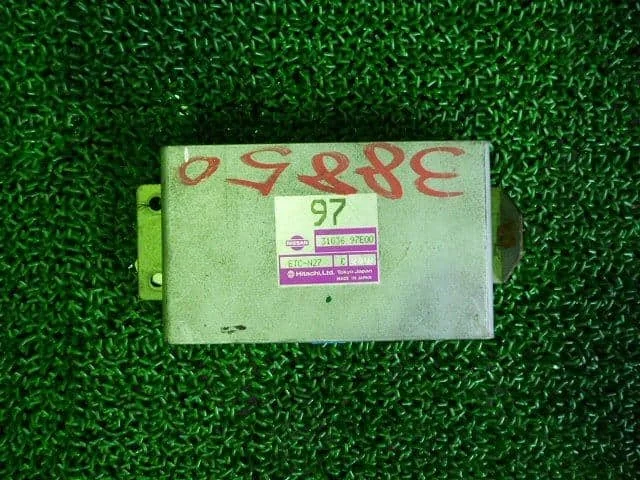 38850
97
NISSAN 31036 97E00
ETC-N27 C
Hitachi, Ltd. Tokyo Japan
MADE IN JAPAN